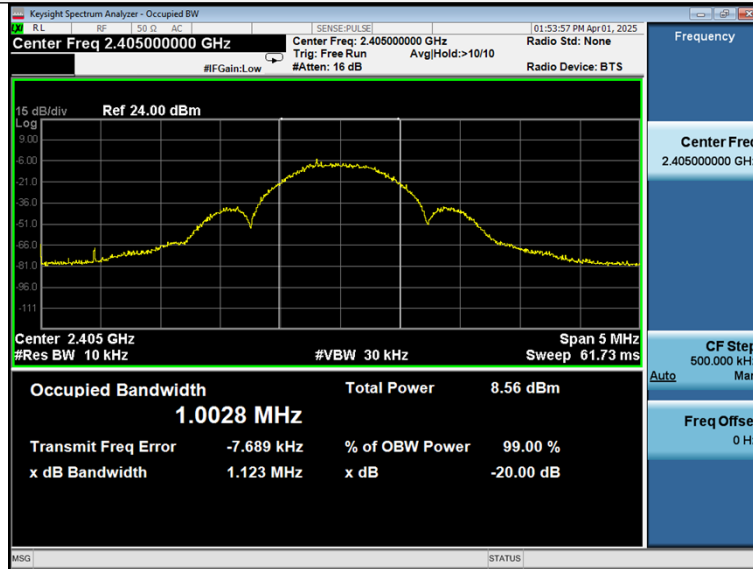 Keysight Spectrum Analyzer - Occupied BW
LXI RL RF 50 Ω AC SENSE:PULSE 01:53:57 PM Apr 01, 2025
Center Freq 2.405000000 GHz
Center Freq: 2.405000000 GHz Radio Std: None
Trig: Free Run Avg|Hold:>10/10
#IFGain:Low #Atten: 16 dB Radio Device: BTS
15 dB/div Ref 24.00 dBm
Log
9.00
-6.00
-21.0
-36.0
-51.0
-66.0
-81.0
-96.0
-111
Center 2.405 GHz Span 5 MHz
#Res BW 10 kHz #VBW 30 kHz Sweep 61.73 ms
Occupied Bandwidth Total Power 8.56 dBm
1.0028 MHz
Transmit Freq Error -7.689 kHz % of OBW Power 99.00 %
x dB Bandwidth 1.123 MHz x dB -20.00 dB
MSG STATUS
Frequency
Center Freq
2.405000000 GH
CF Step
500.000 kH
Auto Man
Freq Offse
0 H